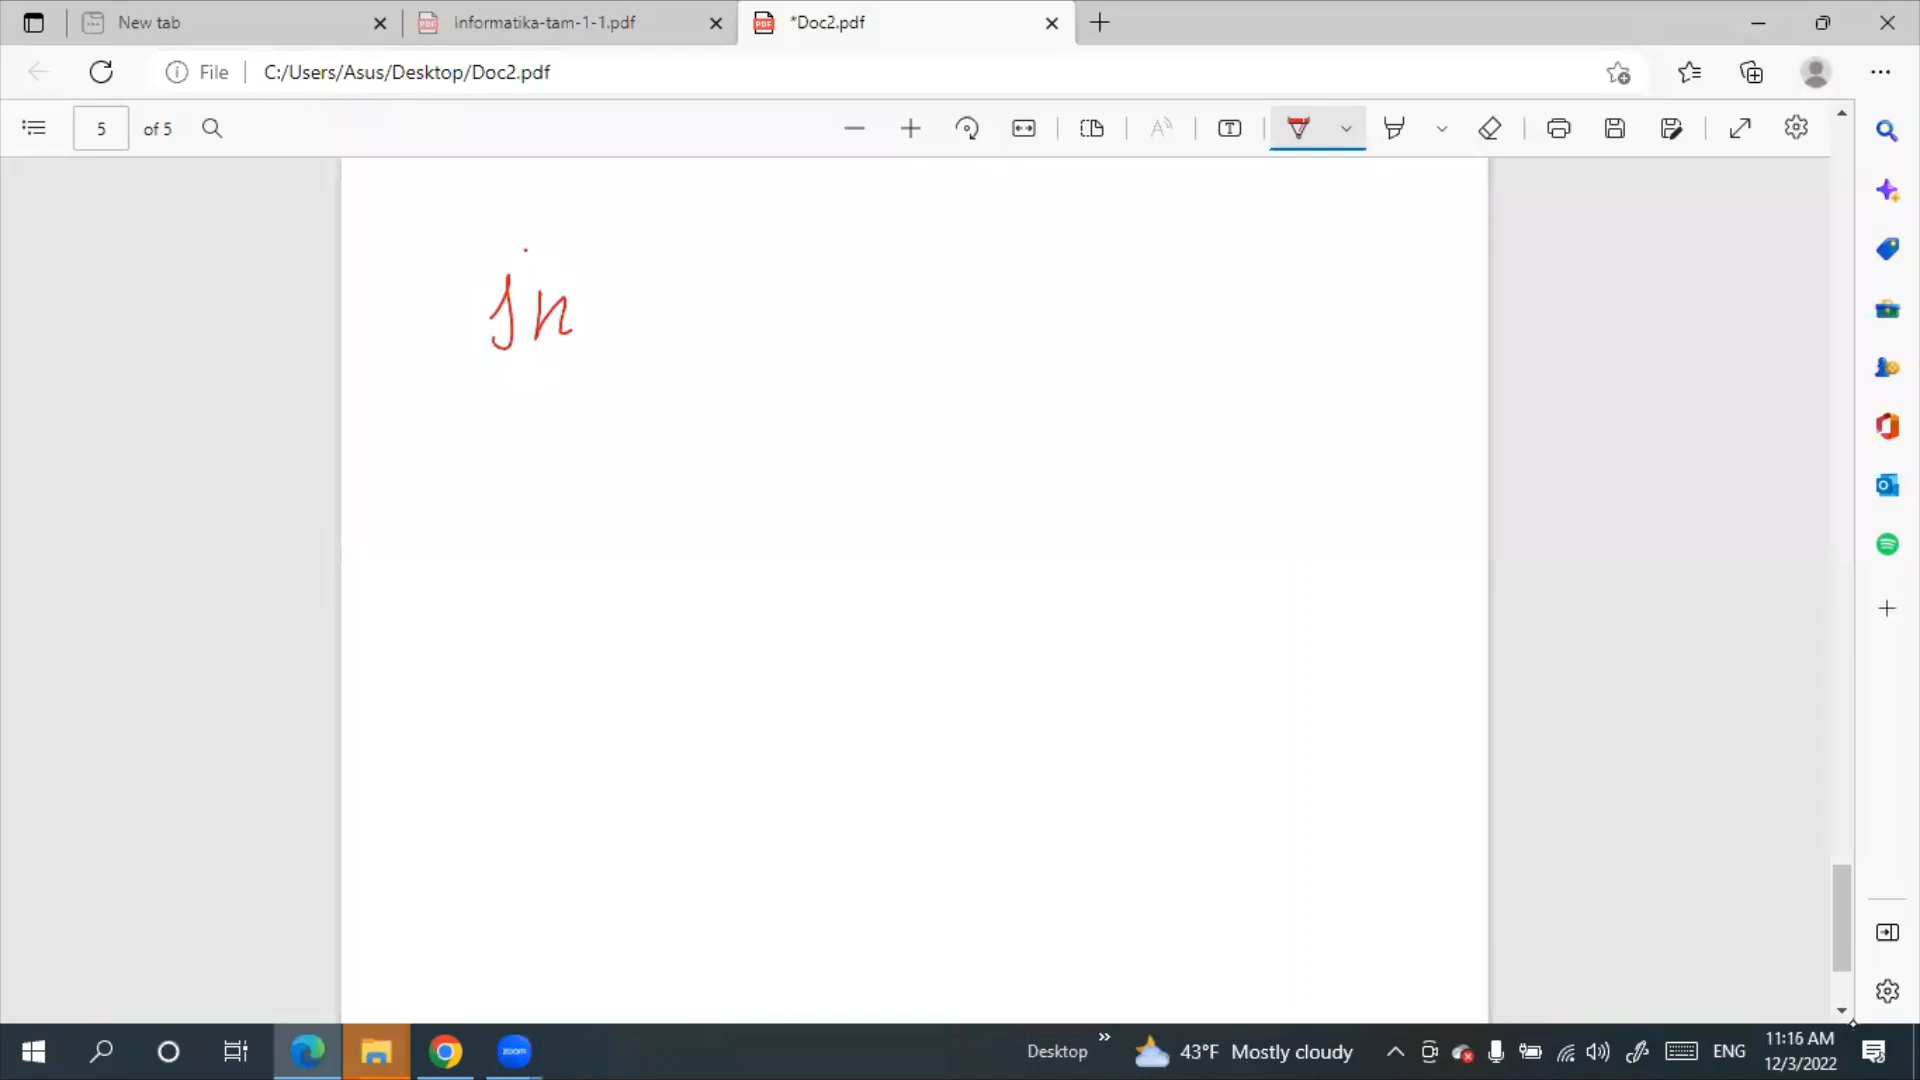 New tab
informatika-tam-1-1.pdf
*Doc2.pdf
File
C:/Users/Asus/Desktop/Doc2.pdf
5
of 5
zoom
Desktop
43°F Mostly cloudy
ENG
11:16 AM
12/3/2022